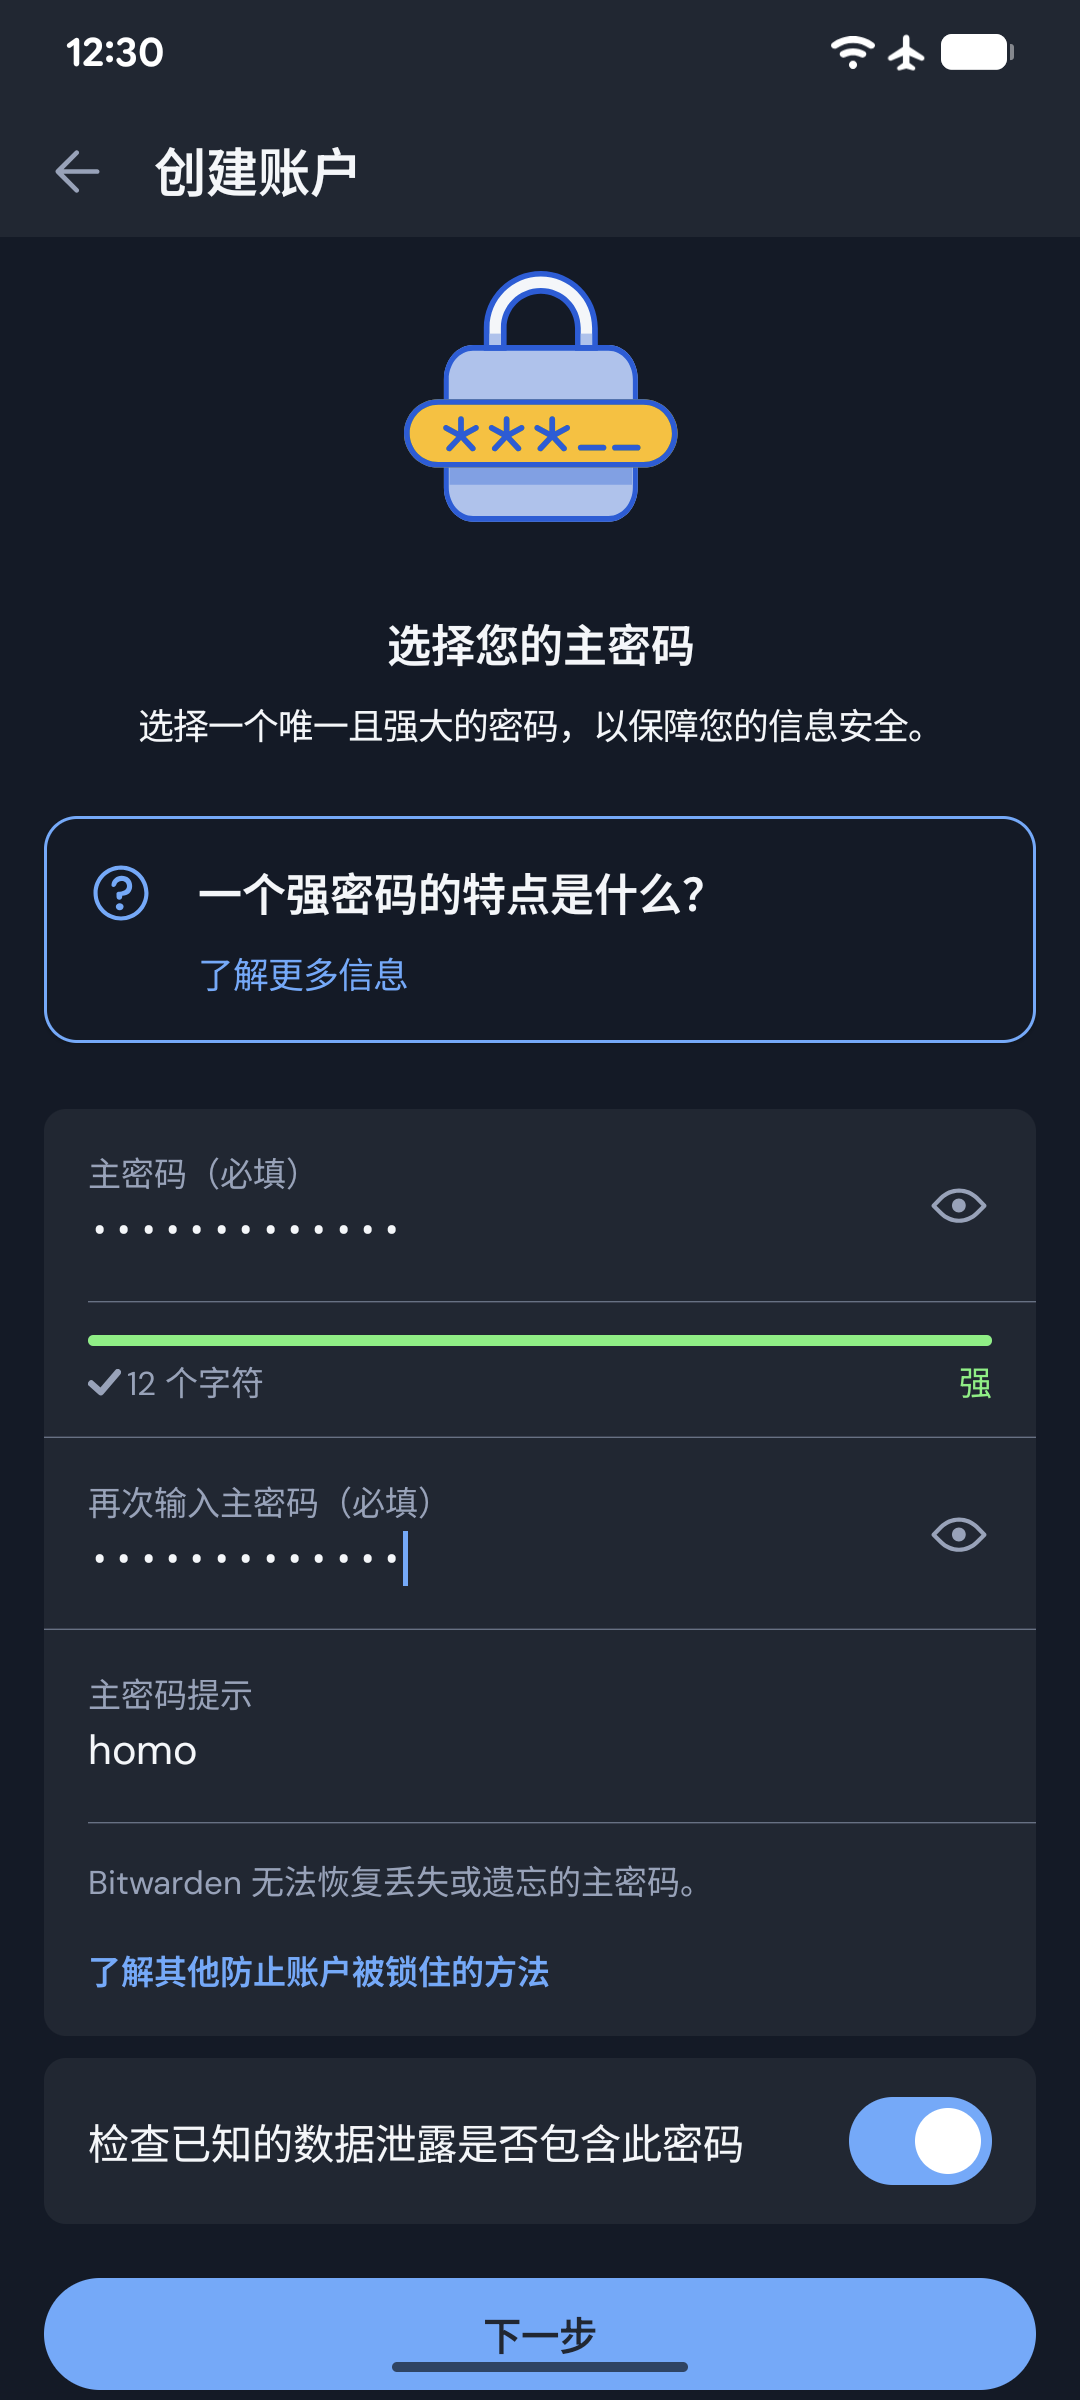 12:30
创建账户
***__
选择您的主密码
选择一个唯一且强大的密码，以保障您的信息安全。
一个强密码的特点是什么？
了解更多信息
主密码（必填）
•••••••••••••
12 个字符
强
再次输入主密码（必填）
•••••••••••••
主密码提示
homo
Bitwarden 无法恢复丢失或遗忘的主密码。
了解其他防止账户被锁住的方法
检查已知的数据泄露是否包含此密码
下一步